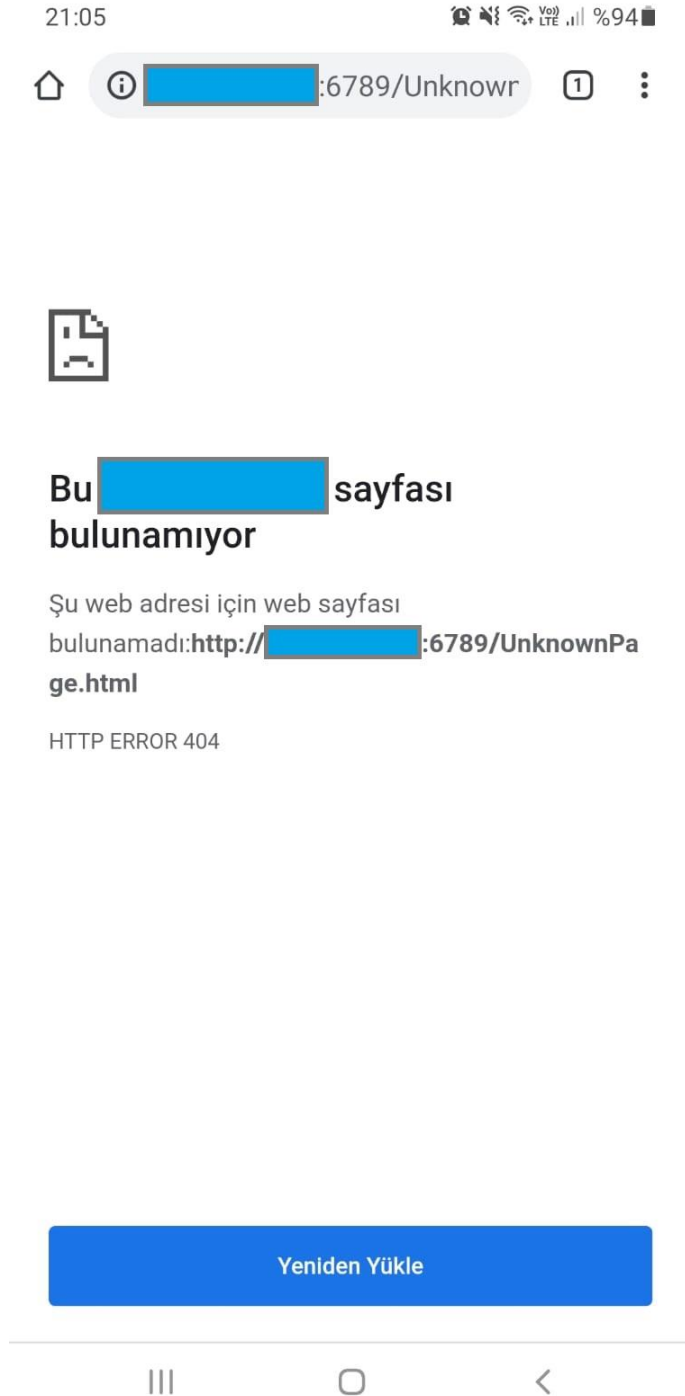 21:05 %94
:6789/Unknowr 1
Bu sayfası
bulunamıyor
Şu web adresi için web sayfası
bulunamadı:http:// :6789/UnknownPa
ge.html
HTTP ERROR 404
Yeniden Yükle